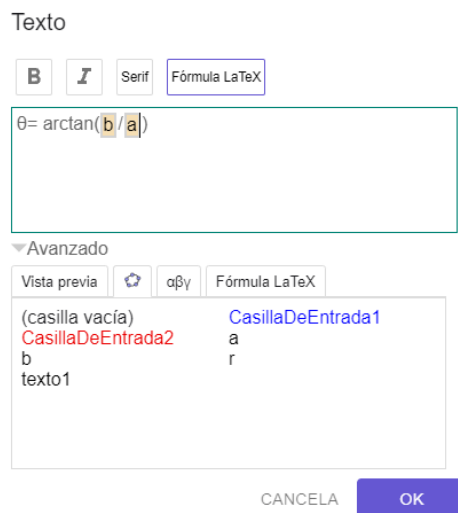 Texto
B I Serif Fórmula LaTeX
θ= arctan(b/a)
Avanzado
Vista previa αβγ Fórmula LaTeX
(casilla vacía) CasillaDeEntrada1
CasillaDeEntrada2 a
b r
texto1
CANCELA OK